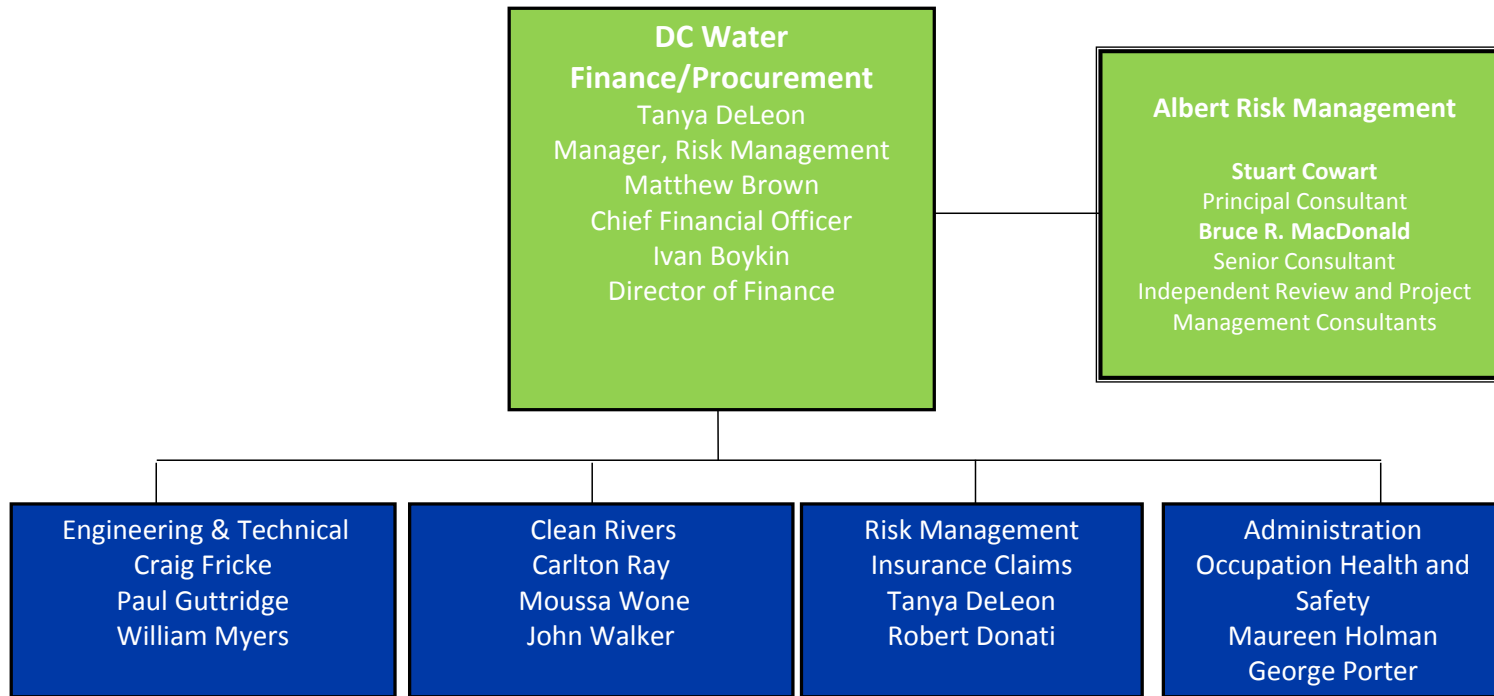 DC Water
Finance/Procurement
Tanya DeLeon
Manager, Risk Management
Matthew Brown
Chief Financial Officer
Ivan Boykin
Director of Finance
Albert Risk Management
Stuart Cowart
Principal Consultant
Bruce R. MacDonald
Senior Consultant
Independent Review and Project
Management Consultants
Engineering & Technical
Craig Fricke
Paul Guttridge
William Myers
Clean Rivers
Carlton Ray
Moussa Wone
John Walker
Risk Management
Insurance Claims
Tanya DeLeon
Robert Donati
Administration
Occupation Health and
Safety
Maureen Holman
George Porter